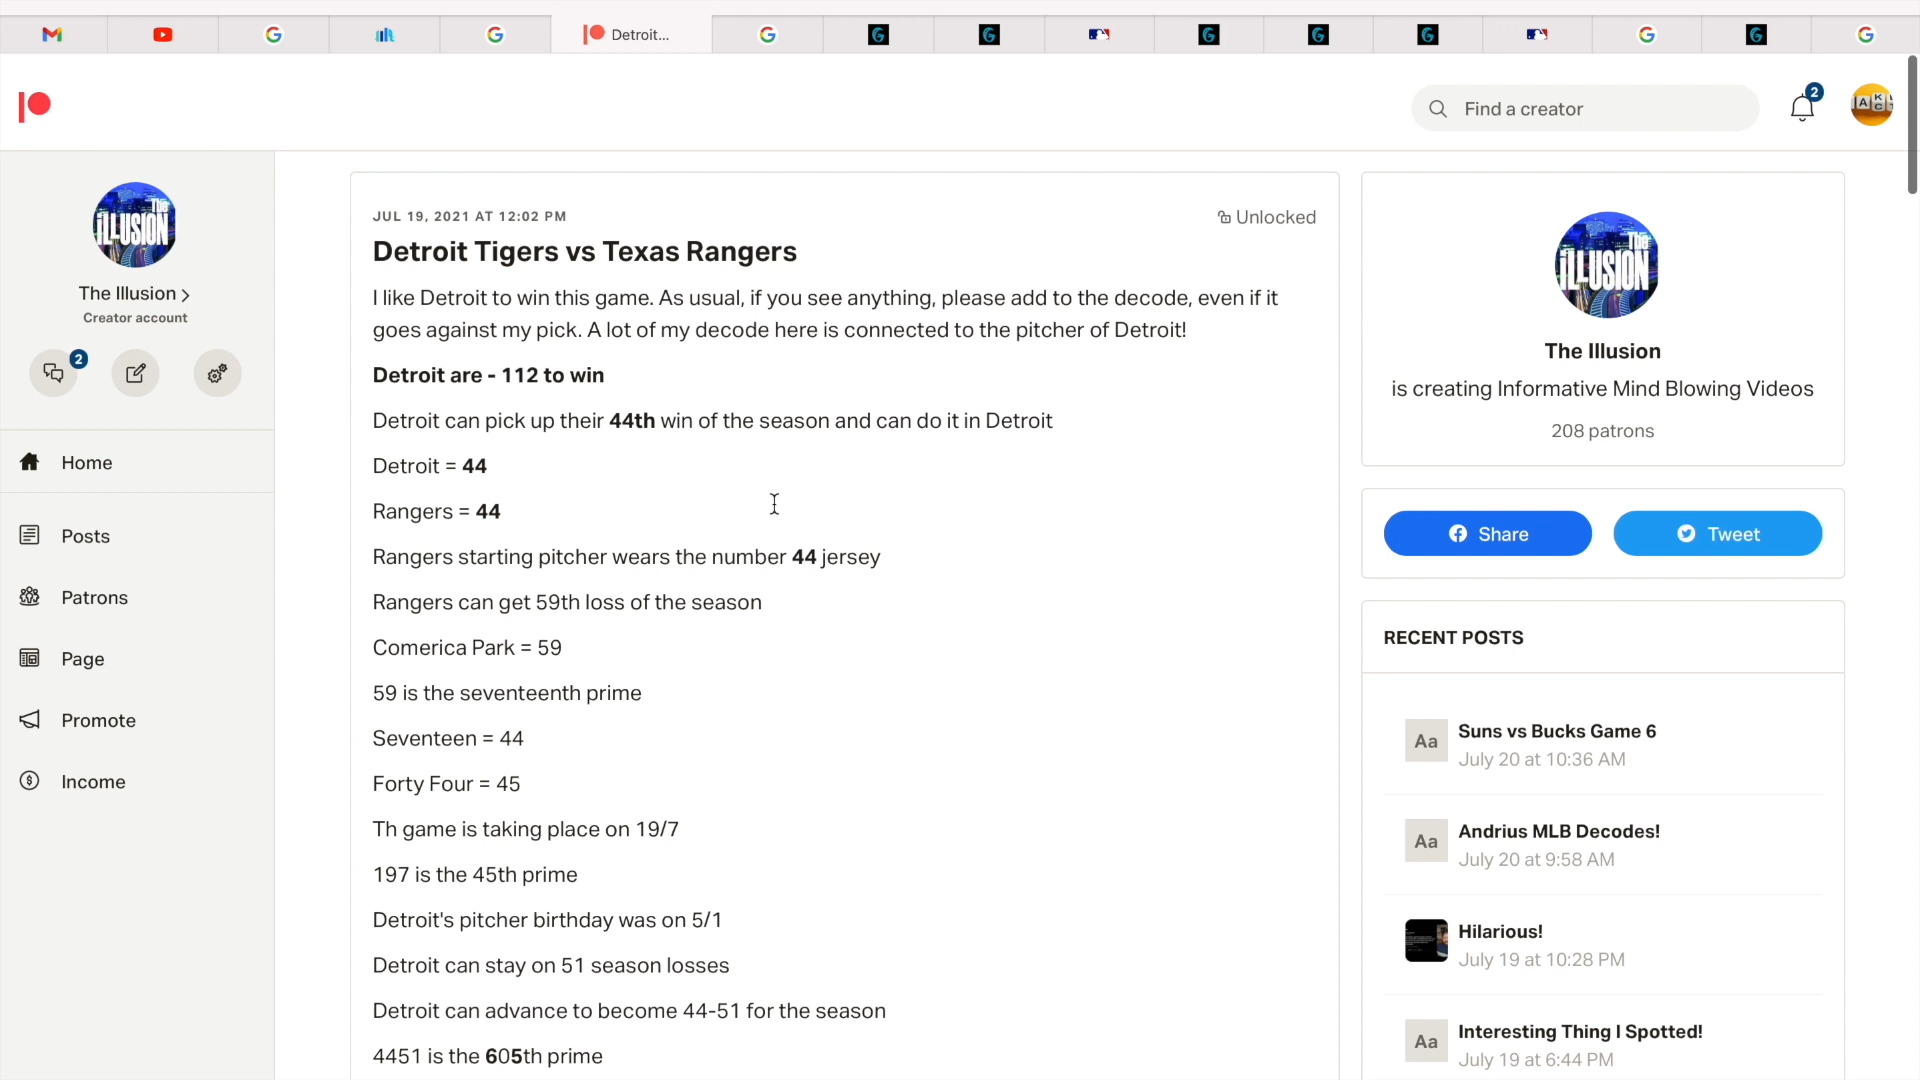 Detroit...
Find a creator
2
The ILLUSION
The Illusion
Creator account
2
Home
Posts
Patrons
Page
Promote
Income
JUL 19, 2021 AT 12:02 PM
Unlocked
Detroit Tigers vs Texas Rangers
I like Detroit to win this game. As usual, if you see anything, please add to the decode, even if it
goes against my pick. A lot of my decode here is connected to the pitcher of Detroit!
Detroit are - 112 to win
Detroit can pick up their 44th win of the season and can do it in Detroit
Detroit = 44
Rangers = 44
Rangers starting pitcher wears the number 44 jersey
Rangers can get 59th loss of the season
Comerica Park = 59
59 is the seventeenth prime
Seventeen = 44
Forty Four = 45
Th game is taking place on 19/7
197 is the 45th prime
Detroit's pitcher birthday was on 5/1
Detroit can stay on 51 season losses
Detroit can advance to become 44-51 for the season
4451 is the 605th prime
The ILLUSION
The Illusion
is creating Informative Mind Blowing Videos
208 patrons
Share
Tweet
RECENT POSTS
Aa
Suns vs Bucks Game 6
July 20 at 10:36 AM
Aa
Andrius MLB Decodes!
July 20 at 9:58 AM
Hilarious!
July 19 at 10:28 PM
Aa
Interesting Thing I Spotted!
July 19 at 6:44 PM